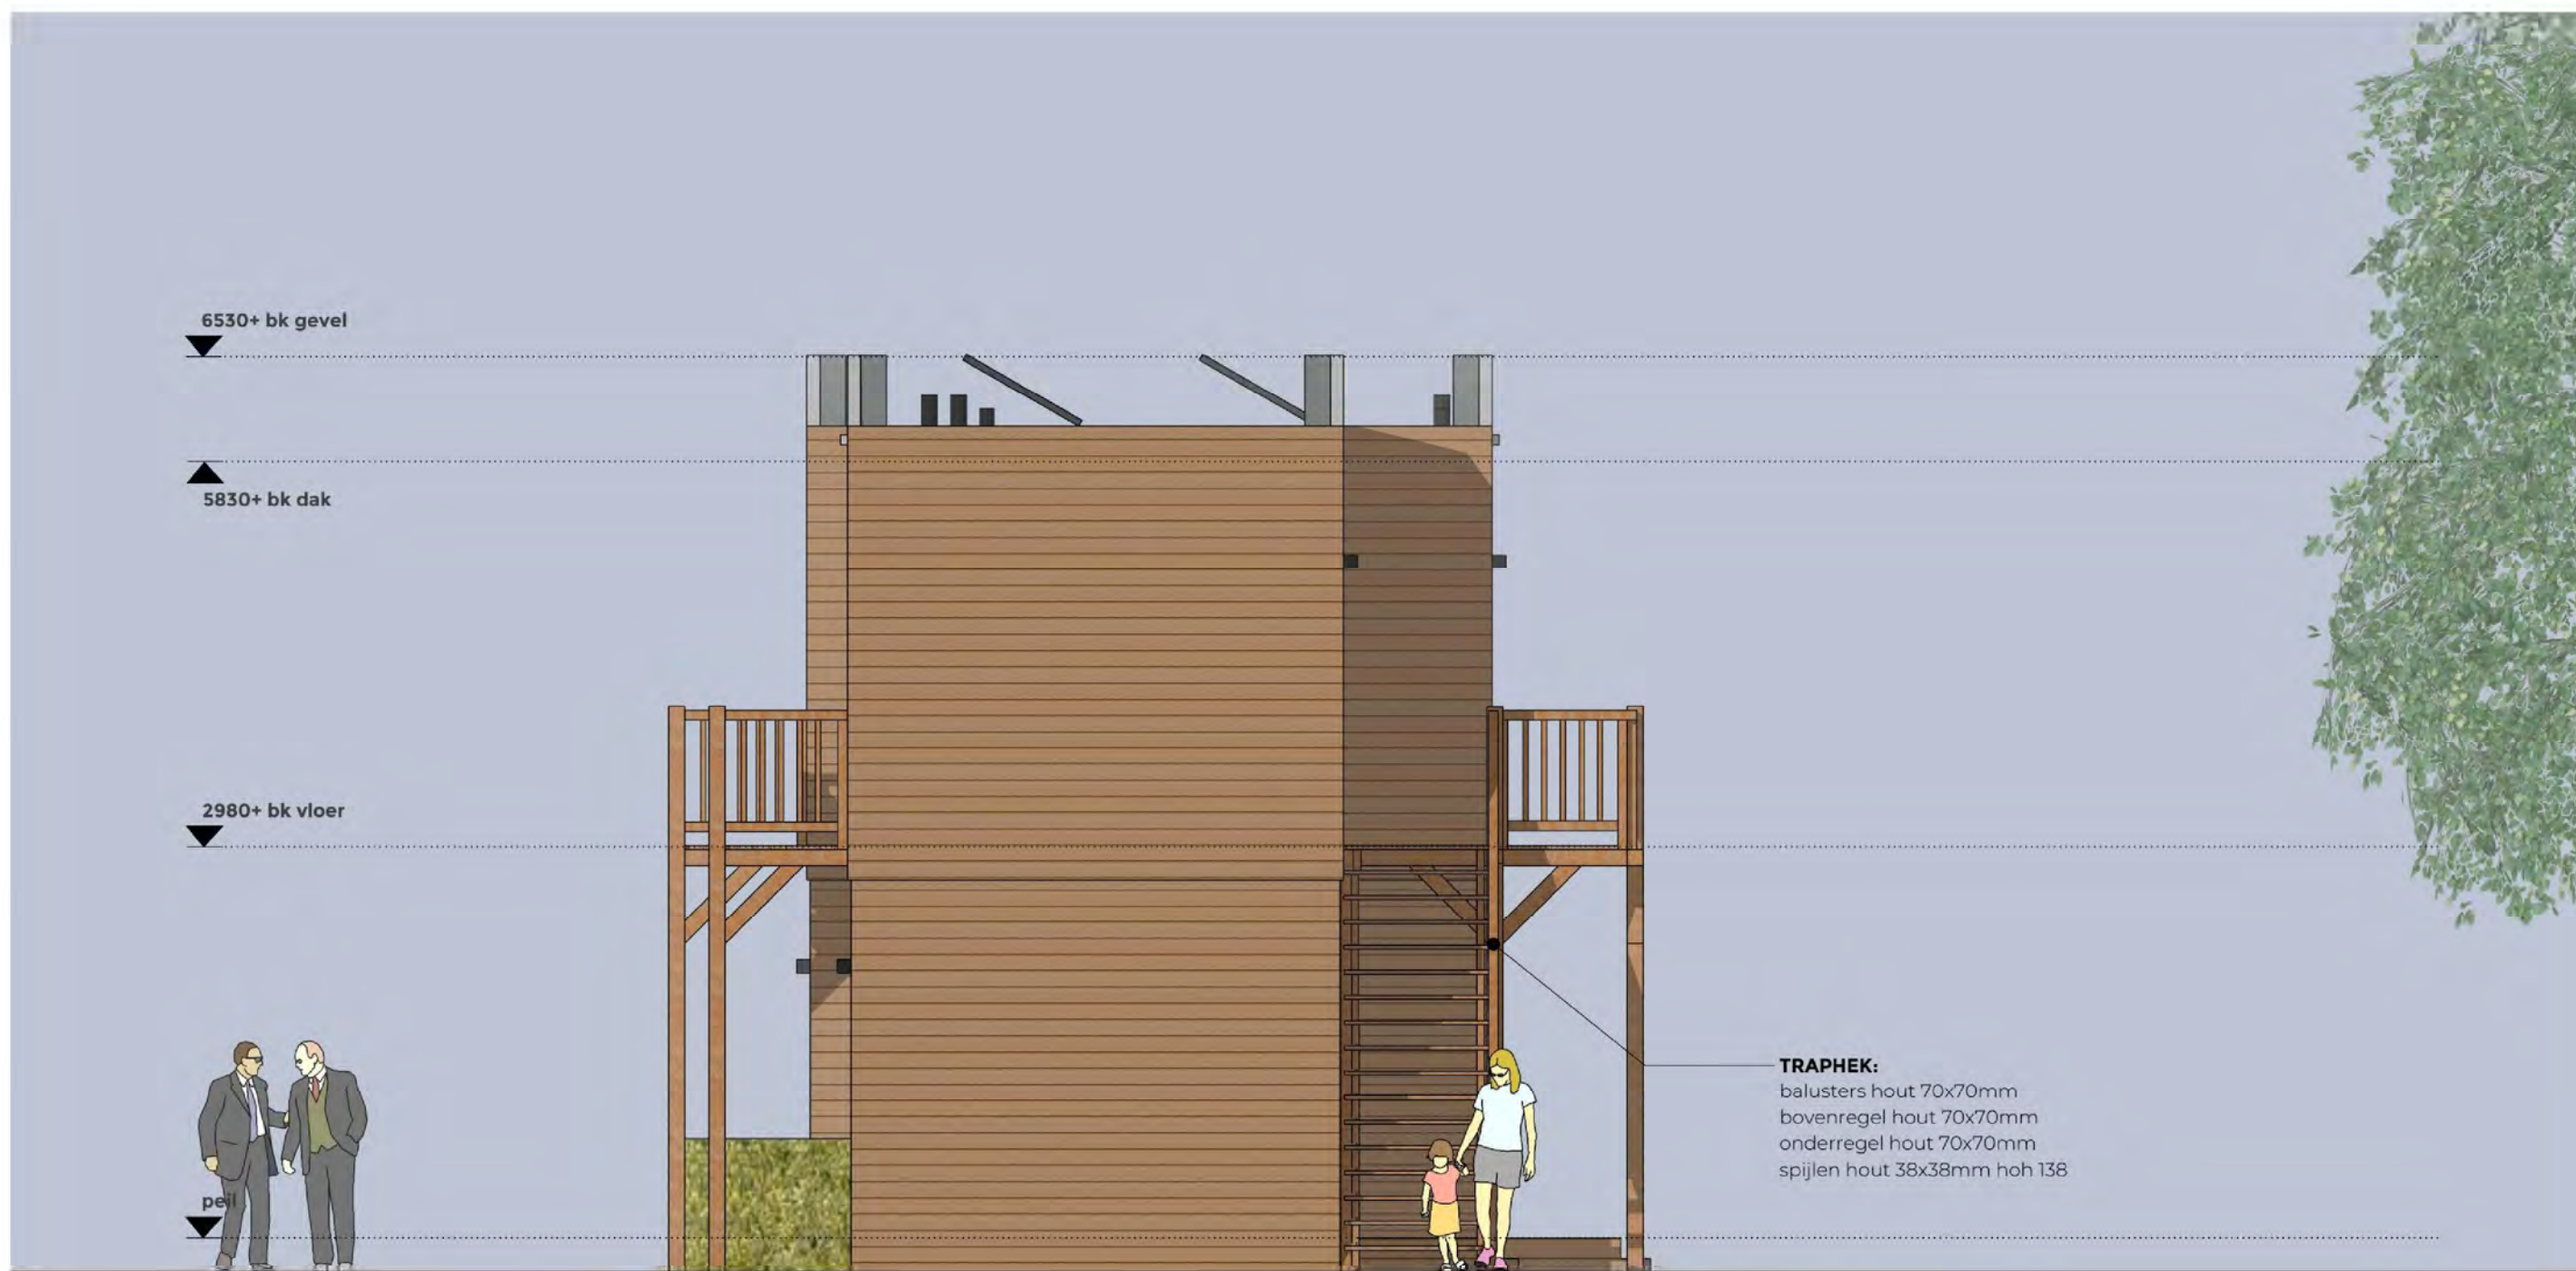 6530+ bk gevel
5830+ bk dak
2980+ bk vloer
peil
TRAPHEK:
balusters hout 70x70mm
bovenregel hout 70x70mm
onderregel hout 70x70mm
spijlen hout 38x38mm hoh 138